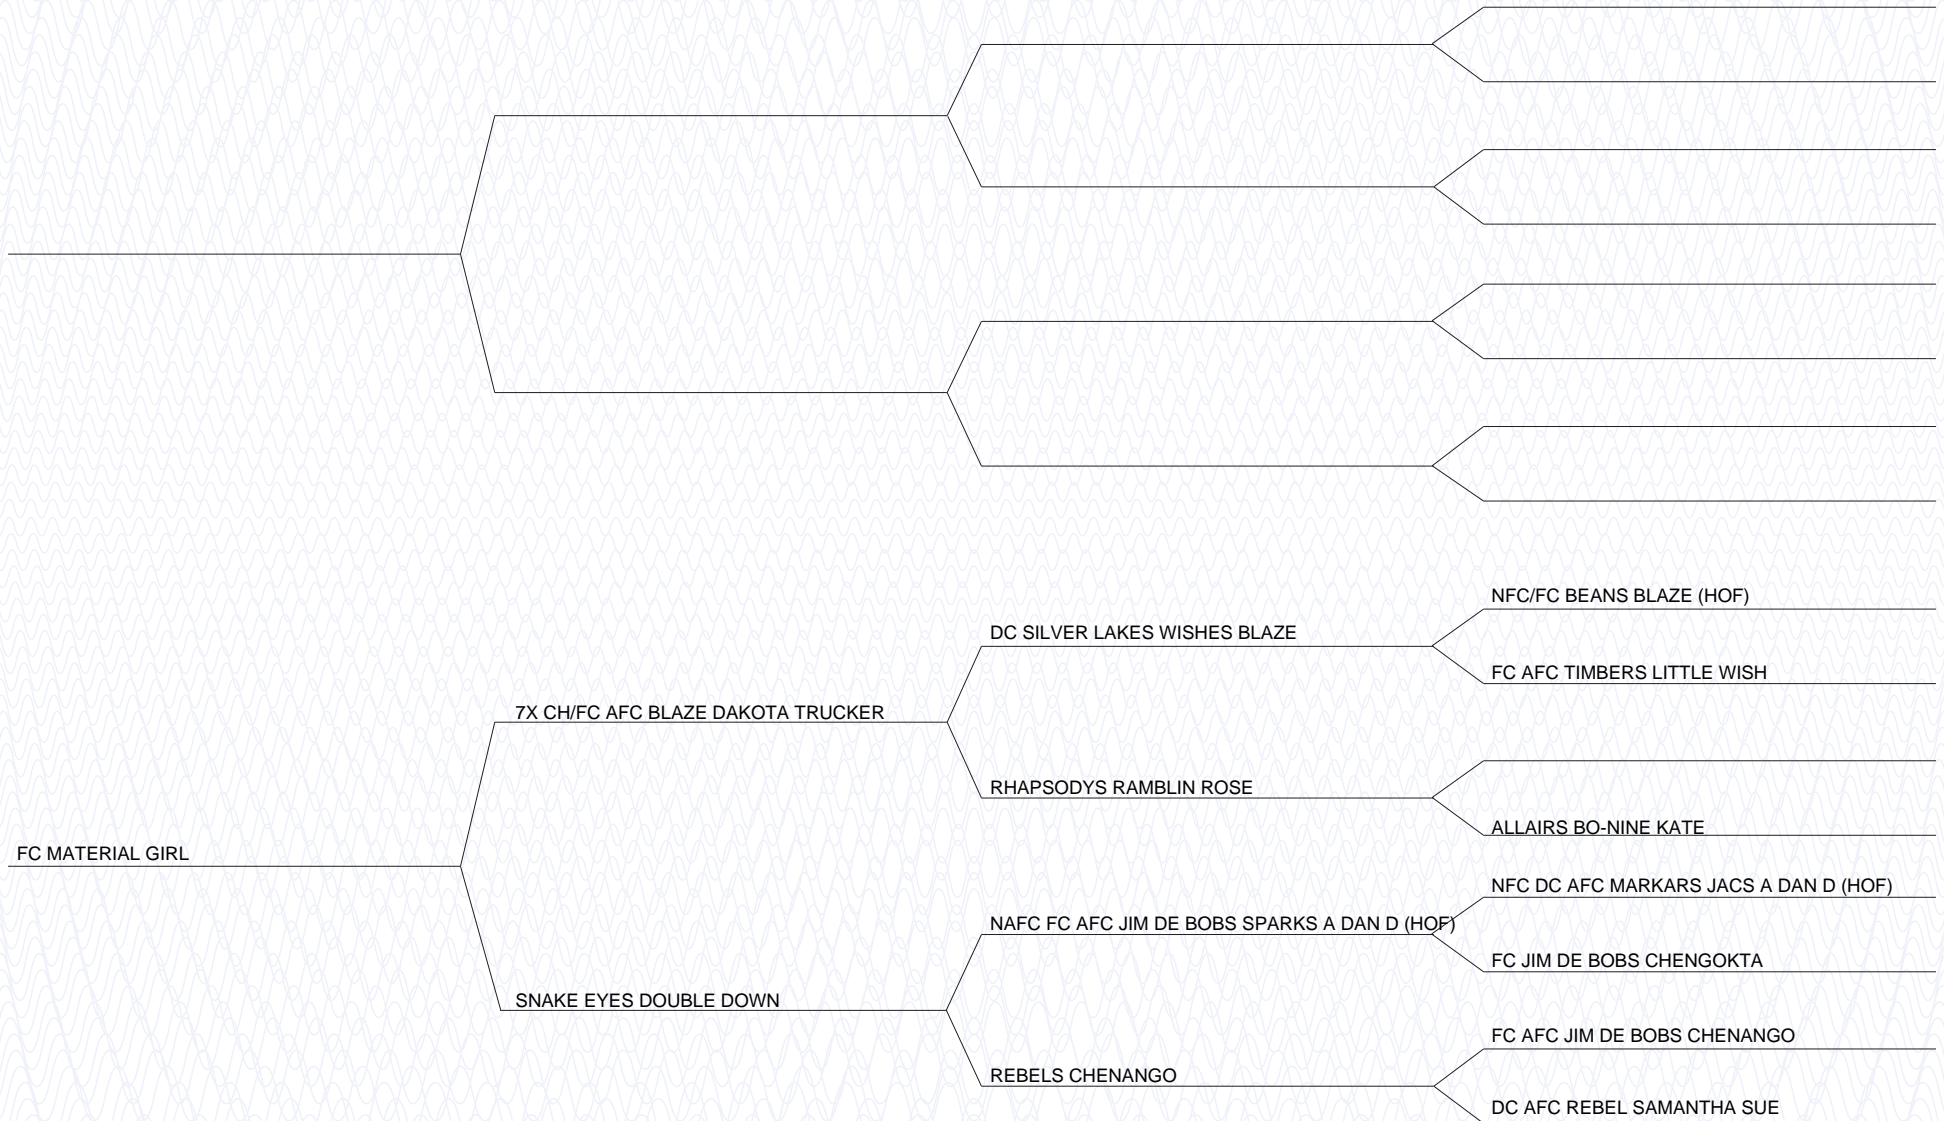 NFC/FC BEANS BLAZE (HOF)
DC SILVER LAKES WISHES BLAZE
FC AFC TIMBERS LITTLE WISH
7X CH/FC AFC BLAZE DAKOTA TRUCKER
RHAPSODYS RAMBLIN ROSE
ALLAIRS BO-NINE KATE
FC MATERIAL GIRL
NFC DC AFC MARKARS JACS A DAN D (HOF)
NAFC FC AFC JIM DE BOBS SPARKS A DAN D (HOF)
FC JIM DE BOBS CHENGOKTA
SNAKE EYES DOUBLE DOWN
FC AFC JIM DE BOBS CHENANGO
REBELS CHENANGO
DC AFC REBEL SAMANTHA SUE